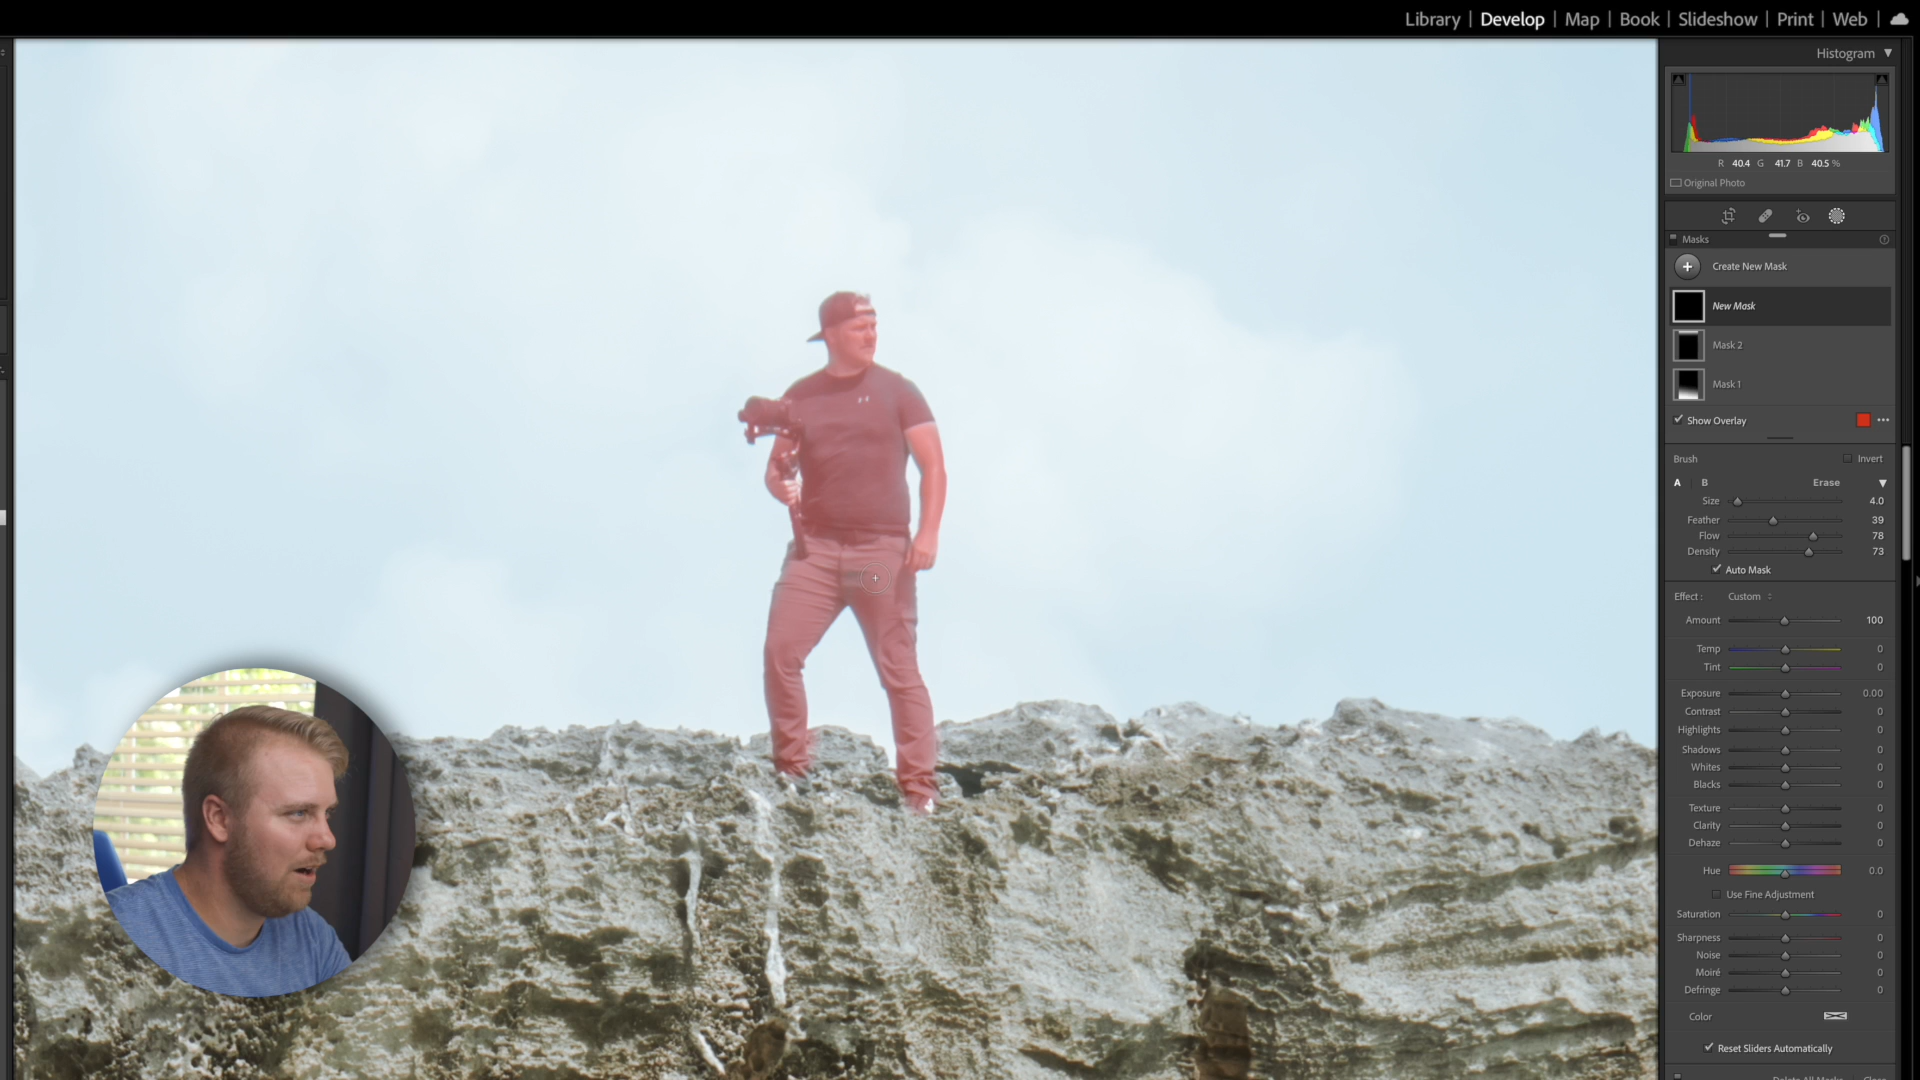 Library | Develop | Map | Book | Slideshow | Print | Web |
Histogram
R 40.4 G 41.7 B 40.5 %
Original Photo
Masks
Create New Mask
New Mask
Mask 2
Mask 1
Show Overlay
Brush Invert
A B Erase
Size 4.0
Feather 39
Flow 78
Density 73
Auto Mask
Effect : Custom
Amount 100
Temp 0
Tint 0
Exposure 0.00
Contrast 0
Highlights 0
Shadows 0
Whites 0
Blacks 0
Texture 0
Clarity 0
Dehaze 0
Hue 0.0
Use Fine Adjustment
Saturation 0
Sharpness 0
Noise 0
Moiré 0
Defringe 0
Color
Reset Sliders Automatically